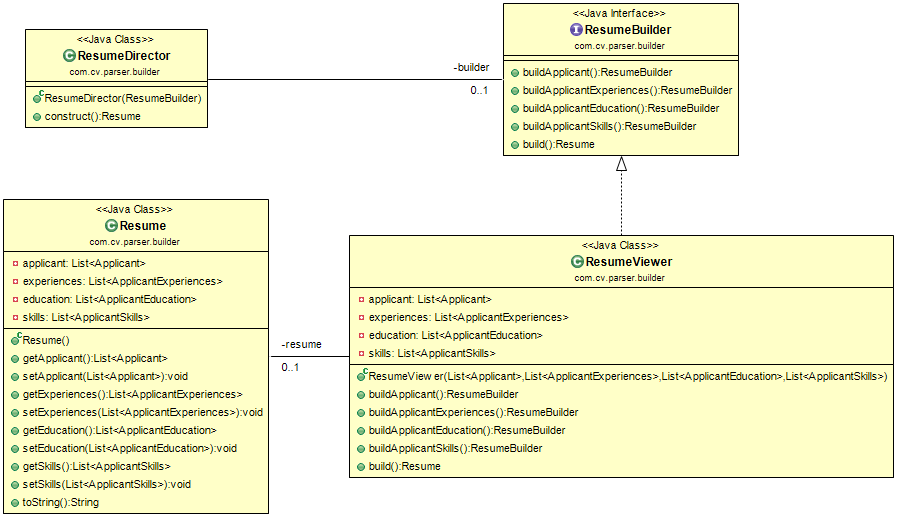 <<Java Class>>
ResumeDirector
com.cv.parser.builder
ResumeDirector(ResumeBuilder)
construct():Resume
-builder
0..1
<<Java Interface>>
ResumeBuilder
com.cv.parser.builder
buildApplicant():ResumeBuilder
buildApplicantExperiences():ResumeBuilder
buildApplicantEducation():ResumeBuilder
buildApplicantSkills():ResumeBuilder
build():Resume
<<Java Class>>
Resume
com.cv.parser.builder
applicant: List<Applicant>
experiences: List<ApplicantExperiences>
education: List<ApplicantEducation>
skills: List<ApplicantSkills>
Resume()
getApplicant():List<Applicant>
setApplicant(List<Applicant>):void
getExperiences():List<ApplicantExperiences>
setExperiences(List<ApplicantExperiences>):void
getEducation():List<ApplicantEducation>
setEducation(List<ApplicantEducation>):void
getSkills():List<ApplicantSkills>
setSkills(List<ApplicantSkills>):void
toString():String
-resume
0..1
<<Java Class>>
ResumeViewer
com.cv.parser.builder
applicant: List<Applicant>
experiences: List<ApplicantExperiences>
education: List<ApplicantEducation>
skills: List<ApplicantSkills>
ResumeViewer(List<Applicant>,List<ApplicantExperiences>,List<ApplicantEducation>,List<ApplicantSkills>)
buildApplicant():ResumeBuilder
buildApplicantExperiences():ResumeBuilder
buildApplicantEducation():ResumeBuilder
buildApplicantSkills():ResumeBuilder
build():Resume